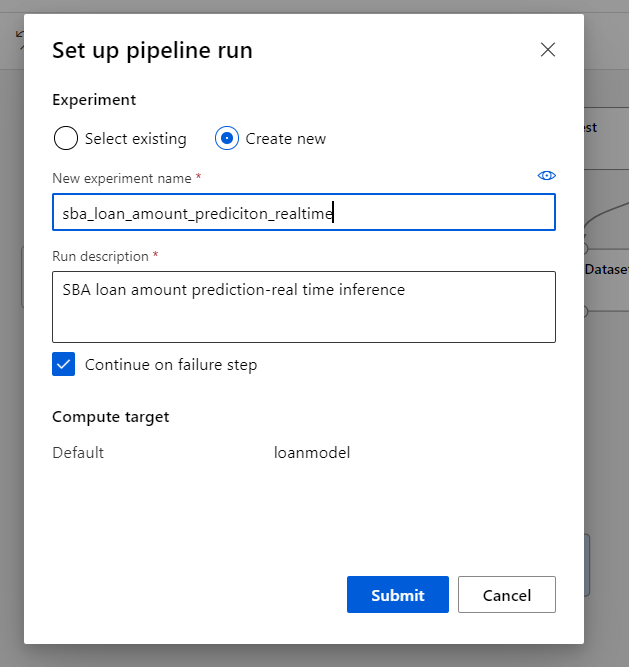 Set up pipeline run
Experiment
Select existing
Create new
New experiment name *
sba_loan_amount_prediciton_realtime
Run description *
SBA loan amount prediction-real time inference
Continue on failure step
Compute target
Default loanmodel
Submit
Cancel
est
Dataset